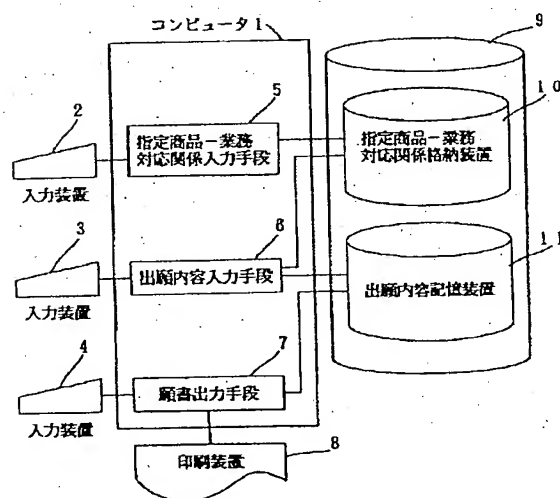 コンピュータ1
9
10
5
2
指定商品－業務
対応関係入力手段
指定商品－業務
対応関係格納装置
入力装置
3
6
11
出願内容入力手段
出願内容記憶装置
入力装置
4
7
願書出力手段
入力装置
8
印刷装置